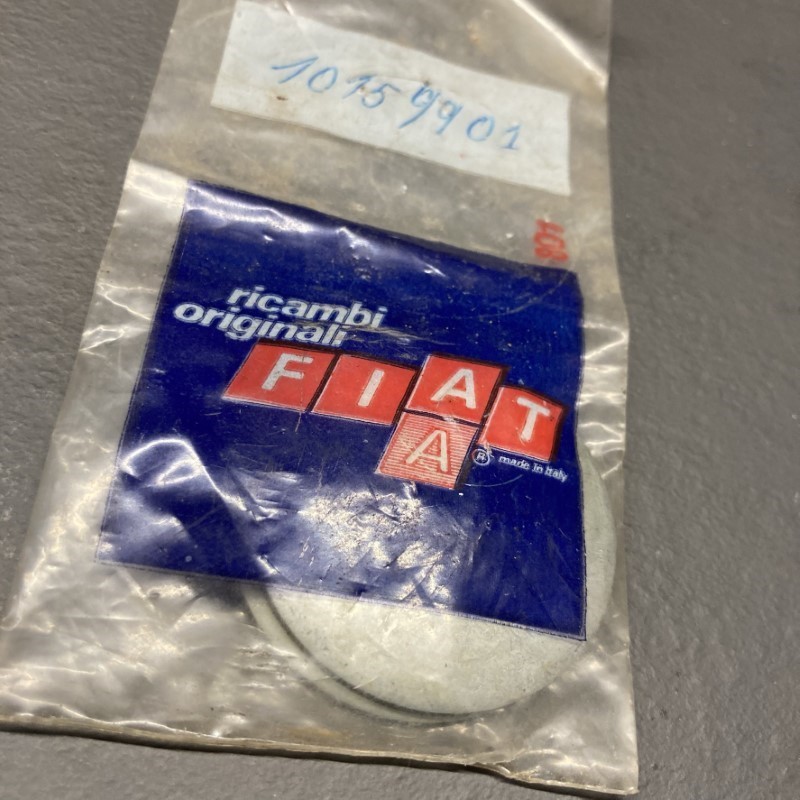 10159901
ricambi
originali
FIAT
A
® made in Italy